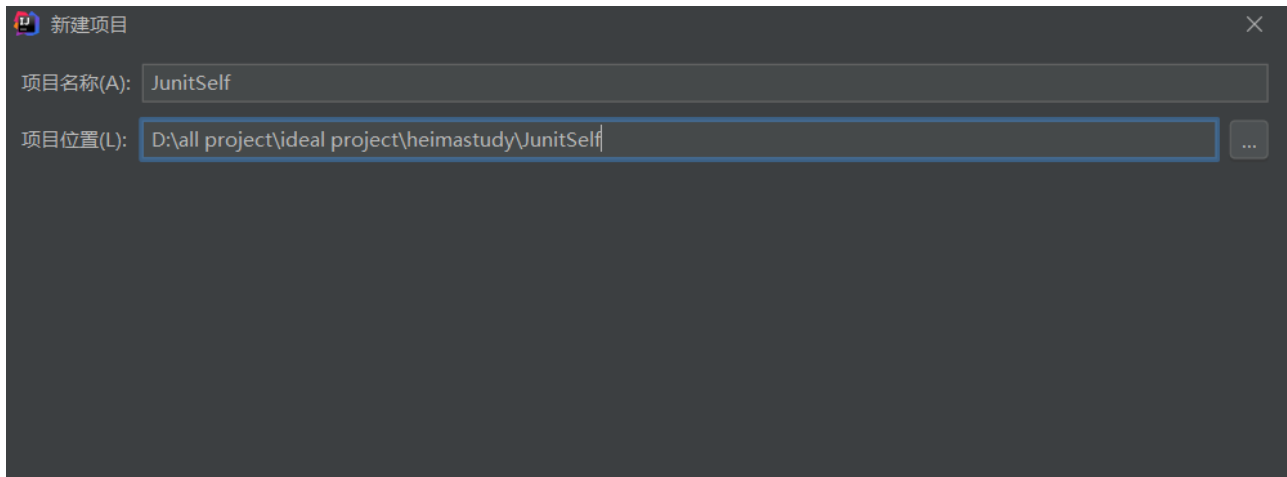 新建项目
项目名称(A): JunitSelf
项目位置(L): D:\all project\ideal project\heimastudy\JunitSelf
...